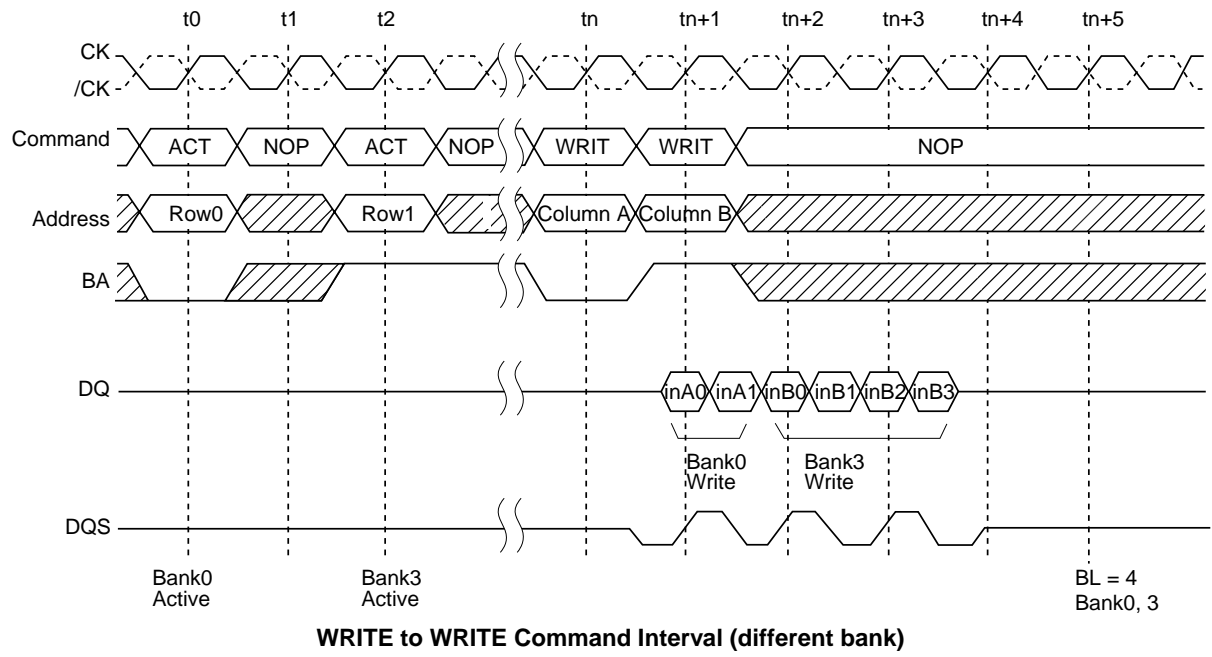 t0 t1 t2 tn tn+1 tn+2 tn+3 tn+4 tn+5
CK
/CK
Command ACT NOP ACT NOP WRIT WRIT NOP
Address Row0 Row1 Column A Column B
BA
DQ inA0 inA1 inB0 inB1 inB2 inB3
Bank0 Bank3
Write Write
DQS
Bank0 Bank3 BL = 4
Active Active Bank0, 3
WRITE to WRITE Command Interval (different bank)